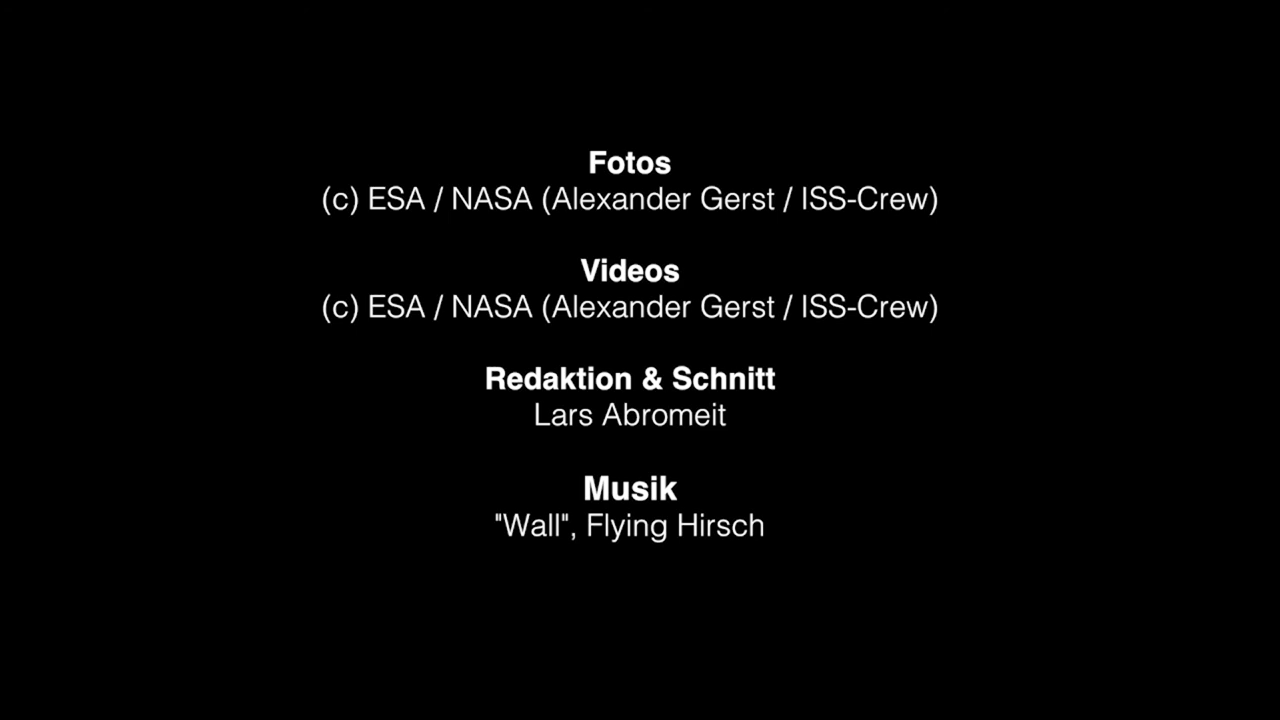 Fotos
(c) ESA / NASA (Alexander Gerst / ISS-Crew)
Videos
(c) ESA / NASA (Alexander Gerst / ISS-Crew)
Redaktion & Schnitt
Lars Abromeit
Musik
"Wall", Flying Hirsch